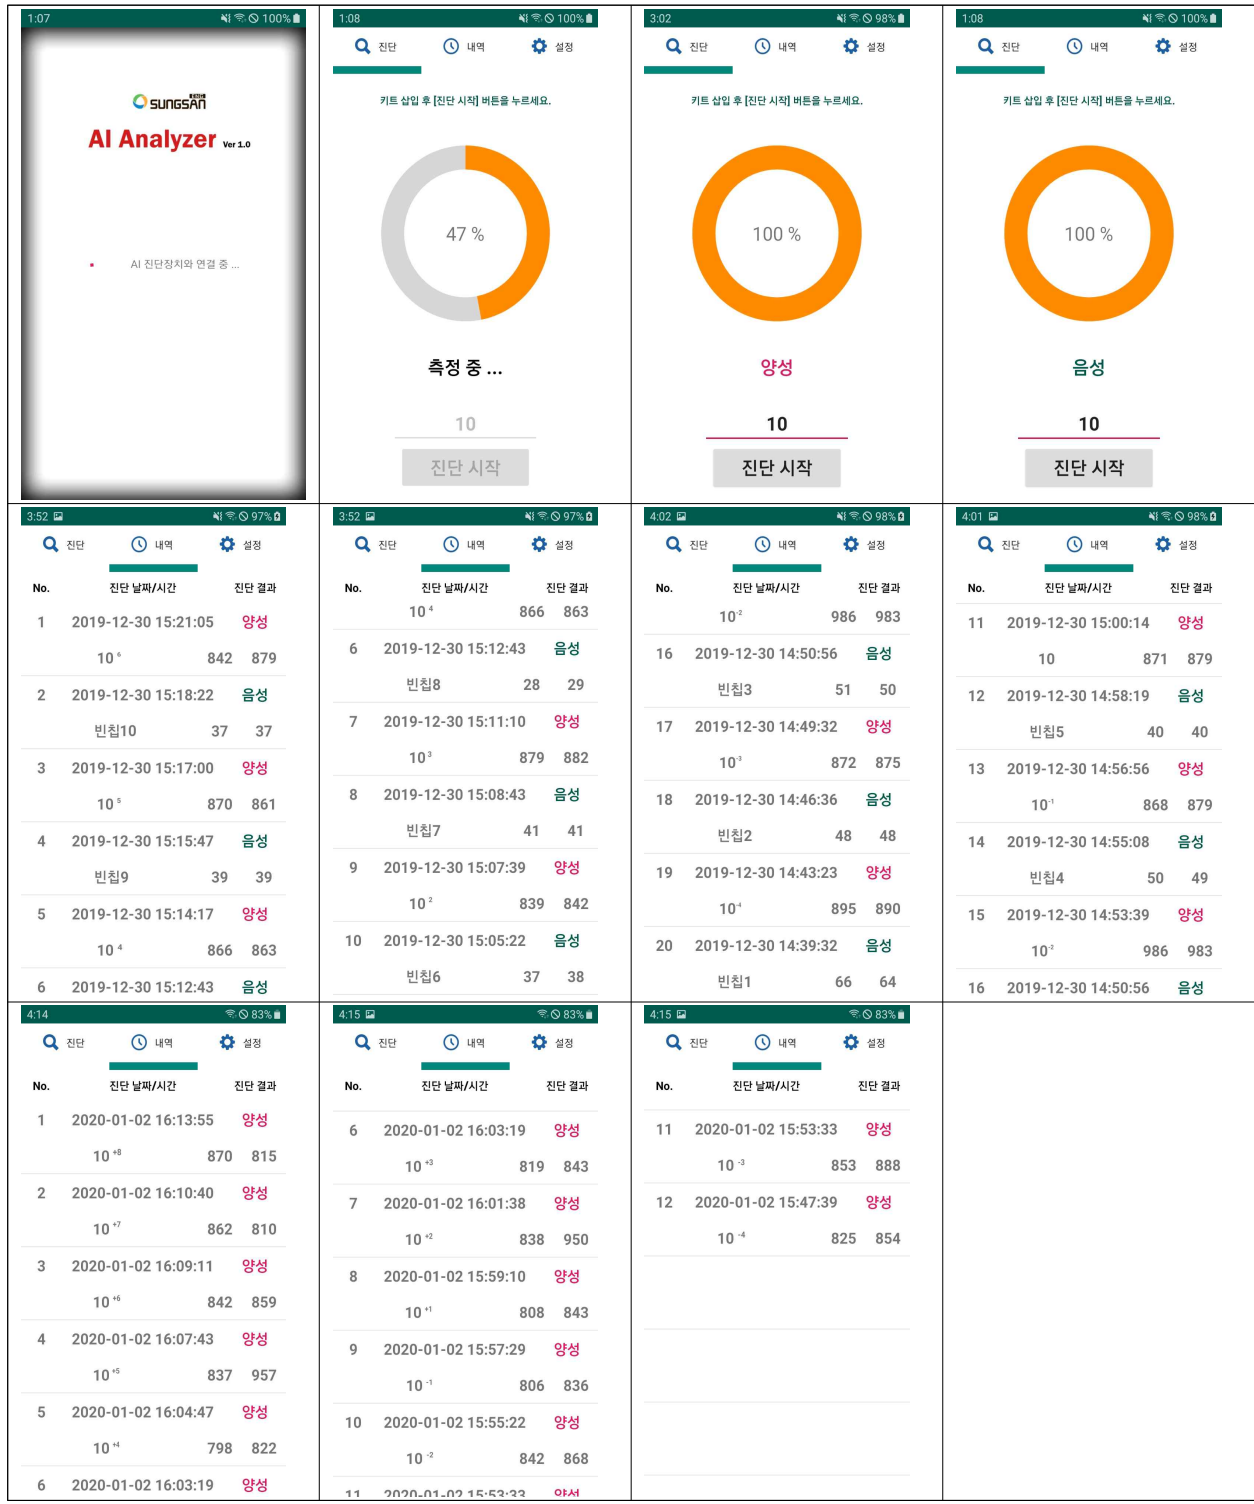 1:07 100%
SUNGSAN ENG
AI Analyzer Ver 1.0
AI 진단장치와 연결 중 ...
1:08 100%
진단 내역 설정
키트 삽입 후 [진단 시작] 버튼을 누르세요.
47 %
측정 중 ...
10
진단 시작
3:02 98%
진단 내역 설정
키트 삽입 후 [진단 시작] 버튼을 누르세요.
100 %
양성
10
진단 시작
1:08 100%
진단 내역 설정
키트 삽입 후 [진단 시작] 버튼을 누르세요.
100 %
음성
10
진단 시작
3:52 97%
진단 내역 설정
No. 진단 날짜/시간 진단 결과
1 2019-12-30 15:21:05 양성
10 ⁶ 842 879
2 2019-12-30 15:18:22 음성
빈칩10 37 37
3 2019-12-30 15:17:00 양성
10 ⁵ 870 861
4 2019-12-30 15:15:47 음성
빈칩9 39 39
5 2019-12-30 15:14:17 양성
10 ⁴ 866 863
6 2019-12-30 15:12:43 음성
3:52 97%
진단 내역 설정
No. 진단 날짜/시간 진단 결과
10 ⁴ 866 863
6 2019-12-30 15:12:43 음성
빈칩8 28 29
7 2019-12-30 15:11:10 양성
10 ³ 879 882
8 2019-12-30 15:08:43 음성
빈칩7 41 41
9 2019-12-30 15:07:39 양성
10 ² 839 842
10 2019-12-30 15:05:22 음성
빈칩6 37 38
4:02 98%
진단 내역 설정
No. 진단 날짜/시간 진단 결과
10⁻² 986 983
16 2019-12-30 14:50:56 음성
빈칩3 51 50
17 2019-12-30 14:49:32 양성
10⁻³ 872 875
18 2019-12-30 14:46:36 음성
빈칩2 48 48
19 2019-12-30 14:43:23 양성
10⁻⁴ 895 890
20 2019-12-30 14:39:32 음성
빈칩1 66 64
4:01 98%
진단 내역 설정
No. 진단 날짜/시간 진단 결과
11 2019-12-30 15:00:14 양성
10 871 879
12 2019-12-30 14:58:19 음성
빈칩5 40 40
13 2019-12-30 14:56:56 양성
10⁻¹ 868 879
14 2019-12-30 14:55:08 음성
빈칩4 50 49
15 2019-12-30 14:53:39 양성
10⁻² 986 983
16 2019-12-30 14:50:56 음성
4:14 83%
진단 내역 설정
No. 진단 날짜/시간 진단 결과
1 2020-01-02 16:13:55 양성
10 ⁺⁸ 870 815
2 2020-01-02 16:10:40 양성
10 ⁺⁷ 862 810
3 2020-01-02 16:09:11 양성
10 ⁺⁶ 842 859
4 2020-01-02 16:07:43 양성
10 ⁺⁵ 837 957
5 2020-01-02 16:04:47 양성
10 ⁺⁴ 798 822
6 2020-01-02 16:03:19 양성
4:15 83%
진단 내역 설정
No. 진단 날짜/시간 진단 결과
6 2020-01-02 16:03:19 양성
10 ⁺³ 819 843
7 2020-01-02 16:01:38 양성
10 ⁺² 838 950
8 2020-01-02 15:59:10 양성
10 ⁺¹ 808 843
9 2020-01-02 15:57:29 양성
10 ⁻¹ 806 836
10 2020-01-02 15:55:22 양성
10 ⁻² 842 868
11 2020-01-02 15:53:33 양성
4:15 83%
진단 내역 설정
No. 진단 날짜/시간 진단 결과
11 2020-01-02 15:53:33 양성
10 ⁻³ 853 888
12 2020-01-02 15:47:39 양성
10 ⁻⁴ 825 854